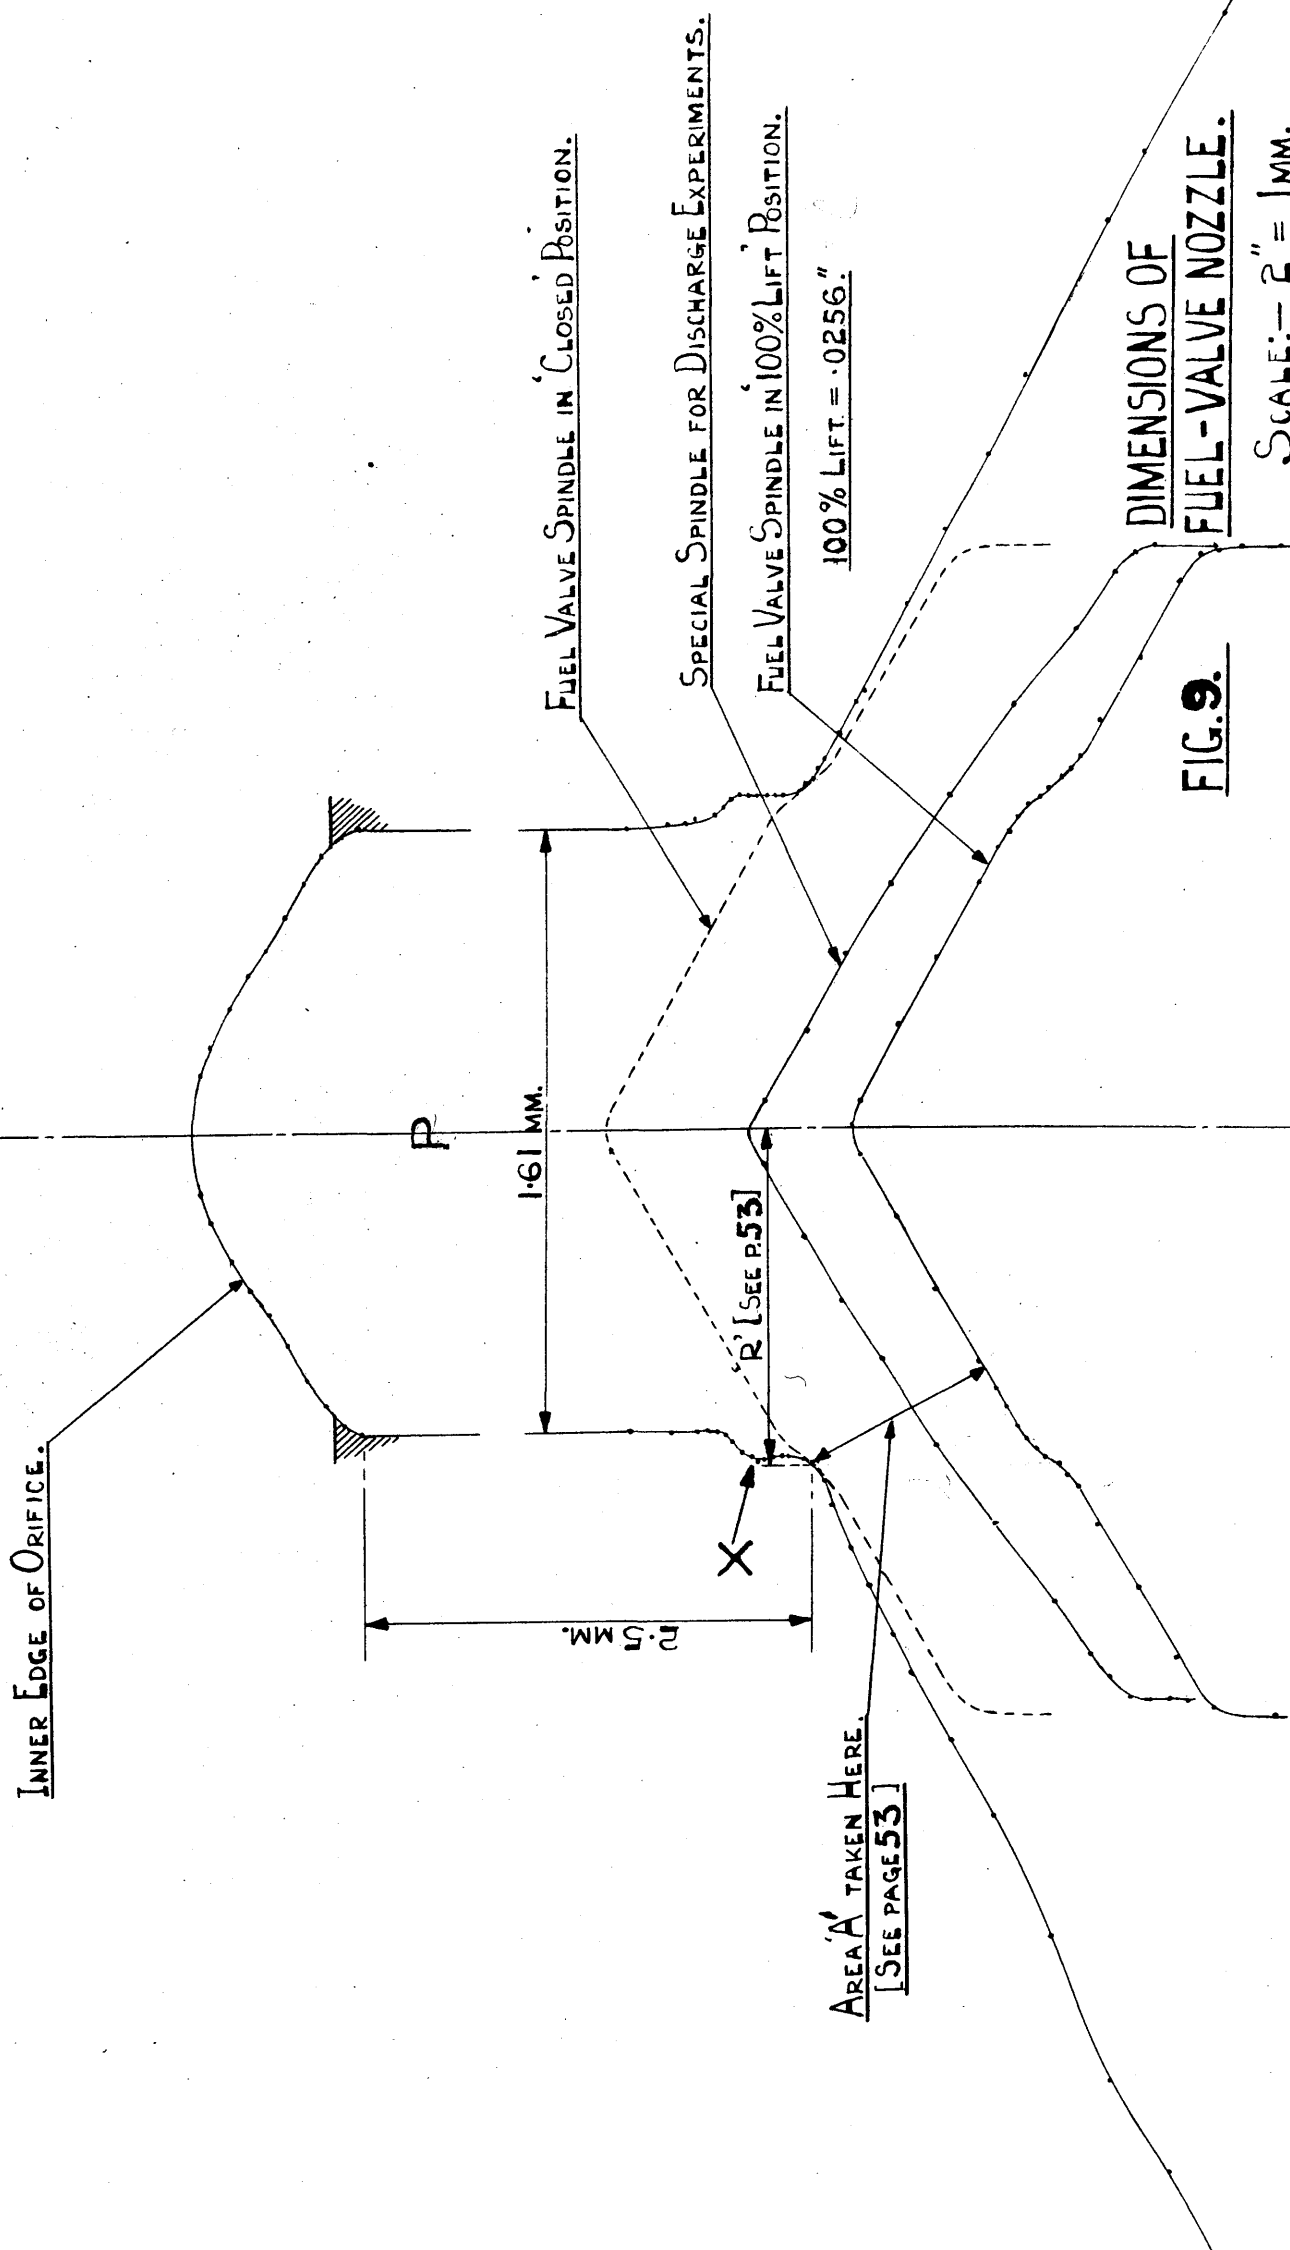 INNER EDGE OF ORIFICE.
P
1·61 MM.
2·5 MM.
X
R' [SEE P.53]
AREA 'A' TAKEN HERE.
[SEE PAGE 53]
FUEL VALVE SPINDLE IN 'CLOSED' POSITION.
SPECIAL SPINDLE FOR DISCHARGE EXPERIMENTS.
FUEL VALVE SPINDLE IN '100% LIFT' POSITION.
100% LIFT = ·0256."
FIG.9.
DIMENSIONS OF
FUEL-VALVE NOZZLE.
SCALE:- 2" = 1MM.